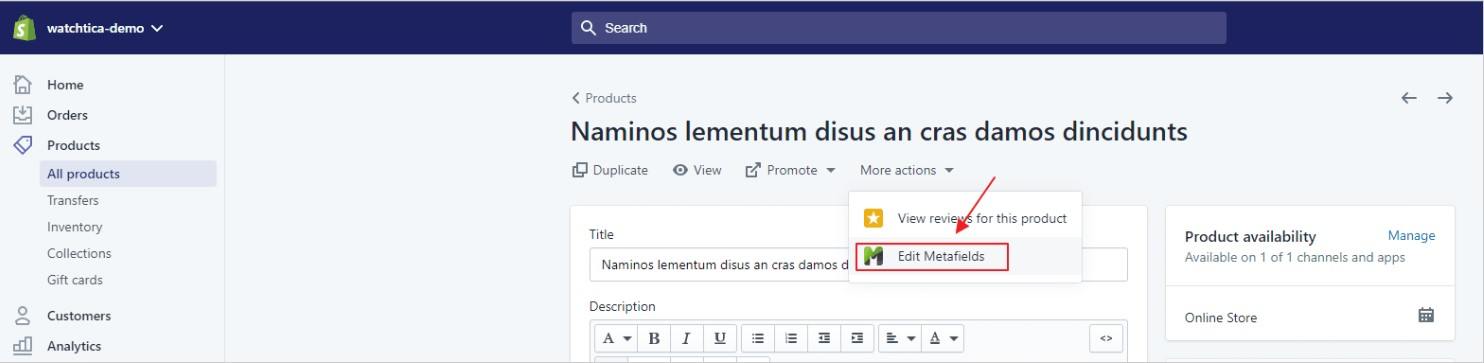 watchtica-demo
Search
Home
Orders
Products
All products
Transfers
Inventory
Collections
Gift cards
Customers
Analytics
Products
Naminos lementum disus an cras damos dincidunts
Duplicate View Promote More actions
View reviews for this product
Edit Metafields
Title
Naminos lementum disus an cras damos d
Description
A B I U A <>
Product availability Manage
Available on 1 of 1 channels and apps
Online Store